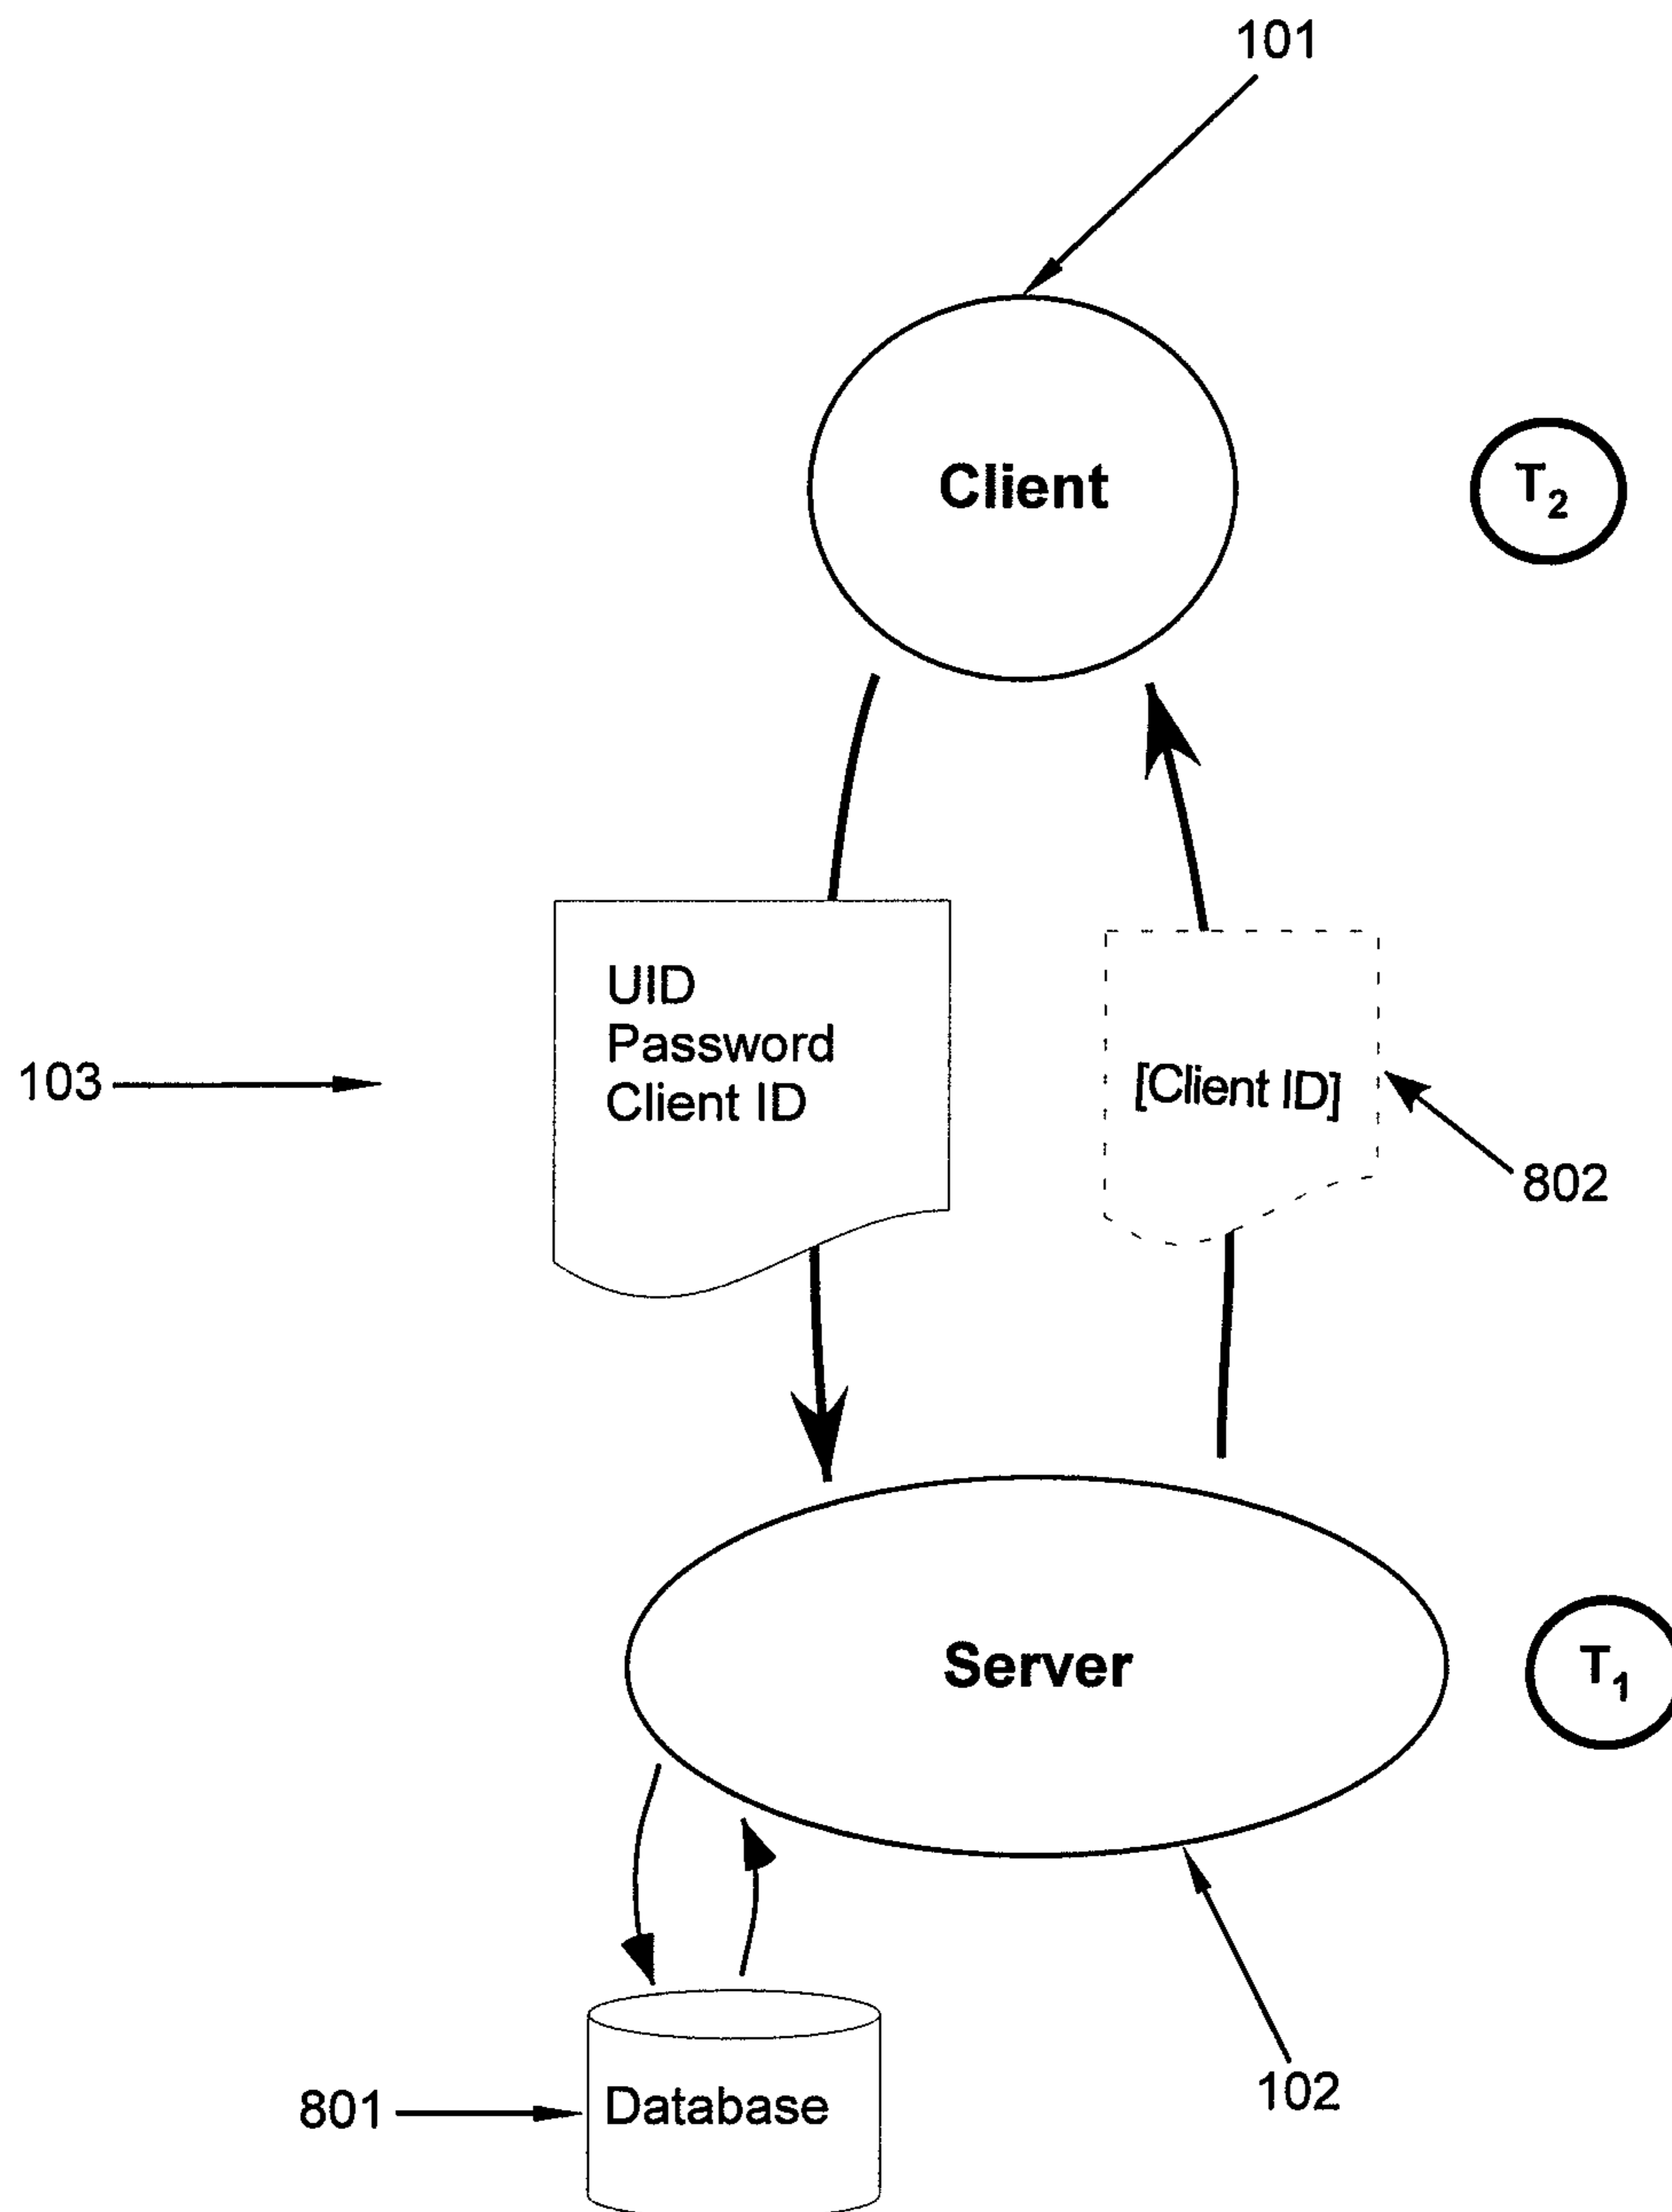 101
Client
T2
UID
Password
Client ID
[Client ID]
103
802
Server
T1
102
801
Database